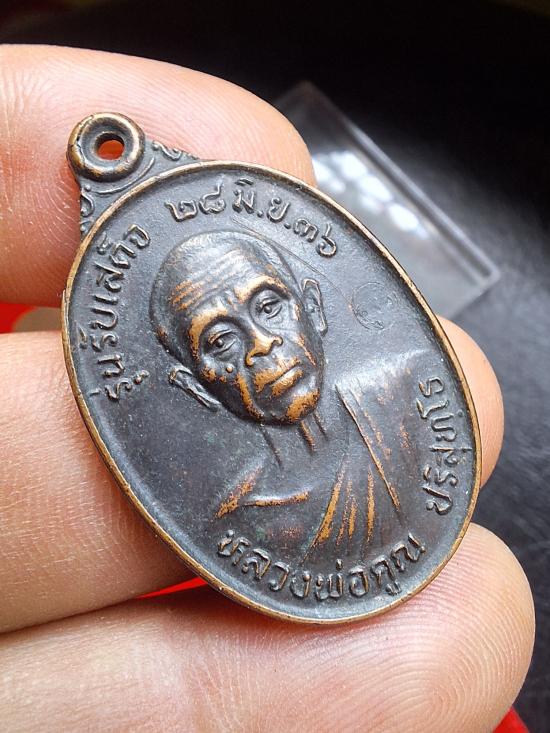 รุ่นรับเสด็จ ๒๘ มิ.ย.๓๖
หลวงพ่อคูณ ปริสุทฺโธ